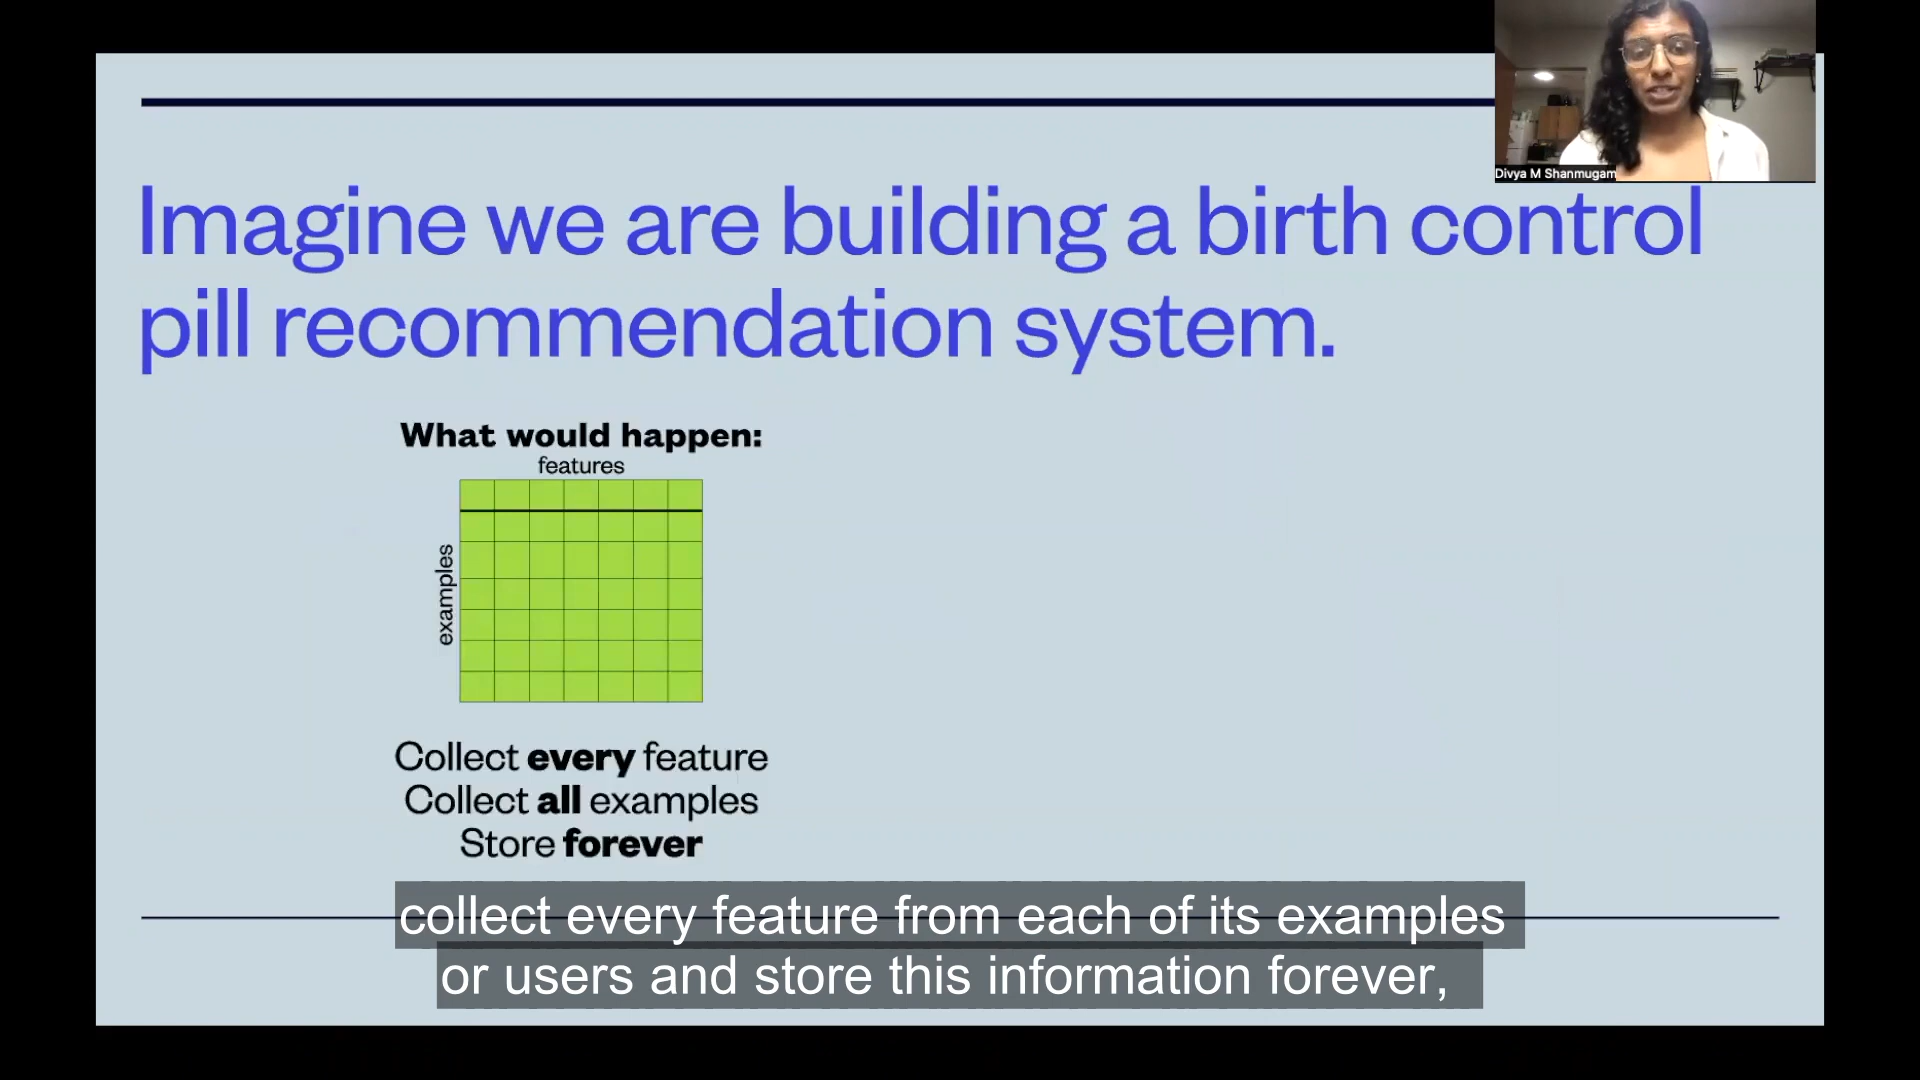 Divya M Shanmugam
Imagine we are building a birth control
pill recommendation system.
What would happen:
features
examples
Collect every feature
Collect all examples
Store forever
collect every feature from each of its examples
or users and store this information forever,